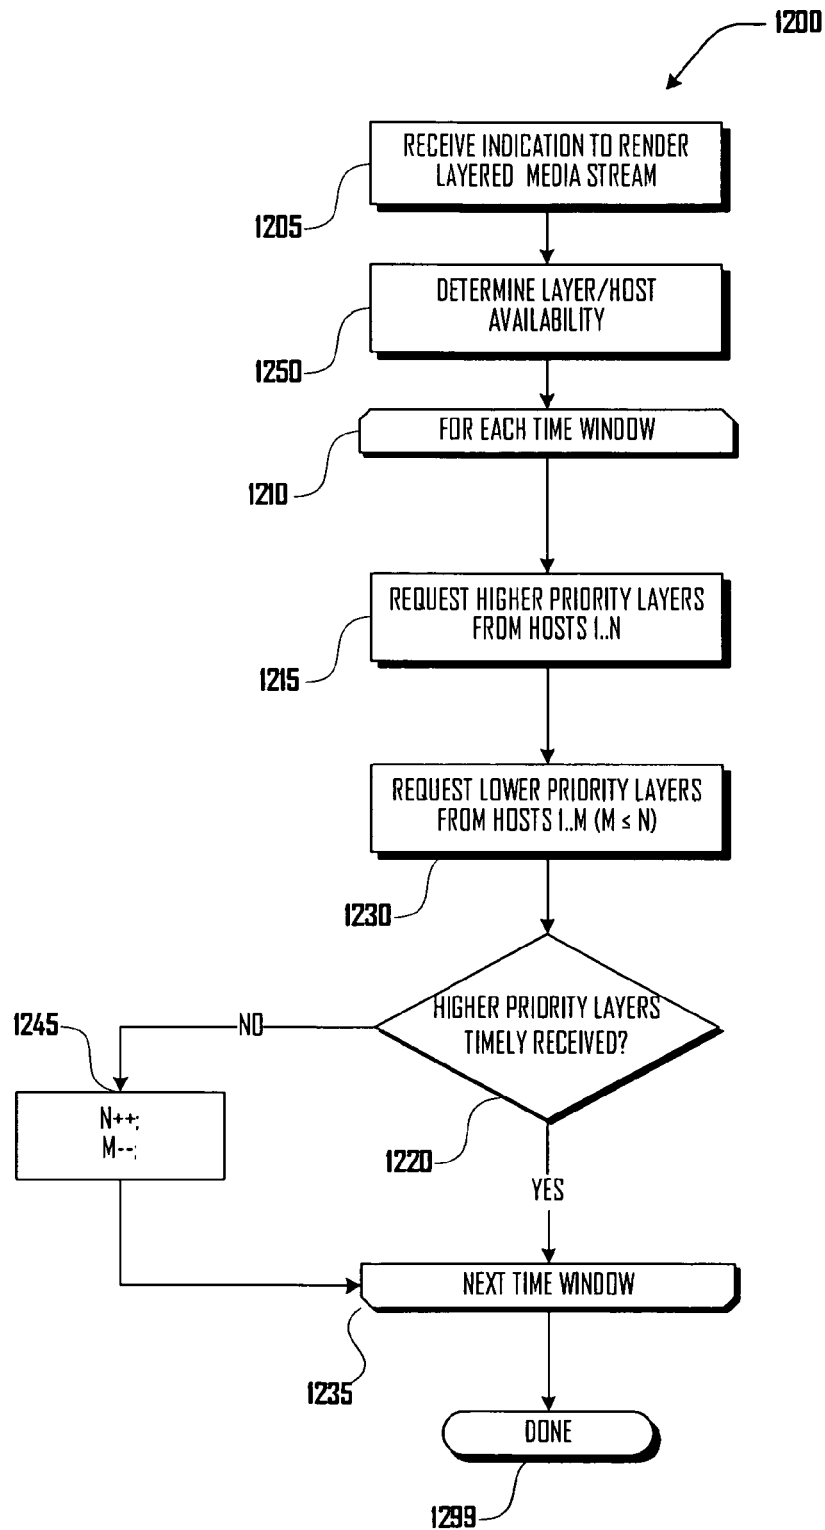 1200
RECEIVE INDICATION TO RENDER
LAYERED MEDIA STREAM
1205
DETERMINE LAYER/HOST
AVAILABILITY
1250
FOR EACH TIME WINDOW
1210
REQUEST HIGHER PRIORITY LAYERS
FROM HOSTS 1..N
1215
REQUEST LOWER PRIORITY LAYERS
FROM HOSTS 1..M (M ≤ N)
1230
HIGHER PRIORITY LAYERS
TIMELY RECEIVED?
1220
NO
1245
N++;
M--;
YES
NEXT TIME WINDOW
1235
DONE
1299